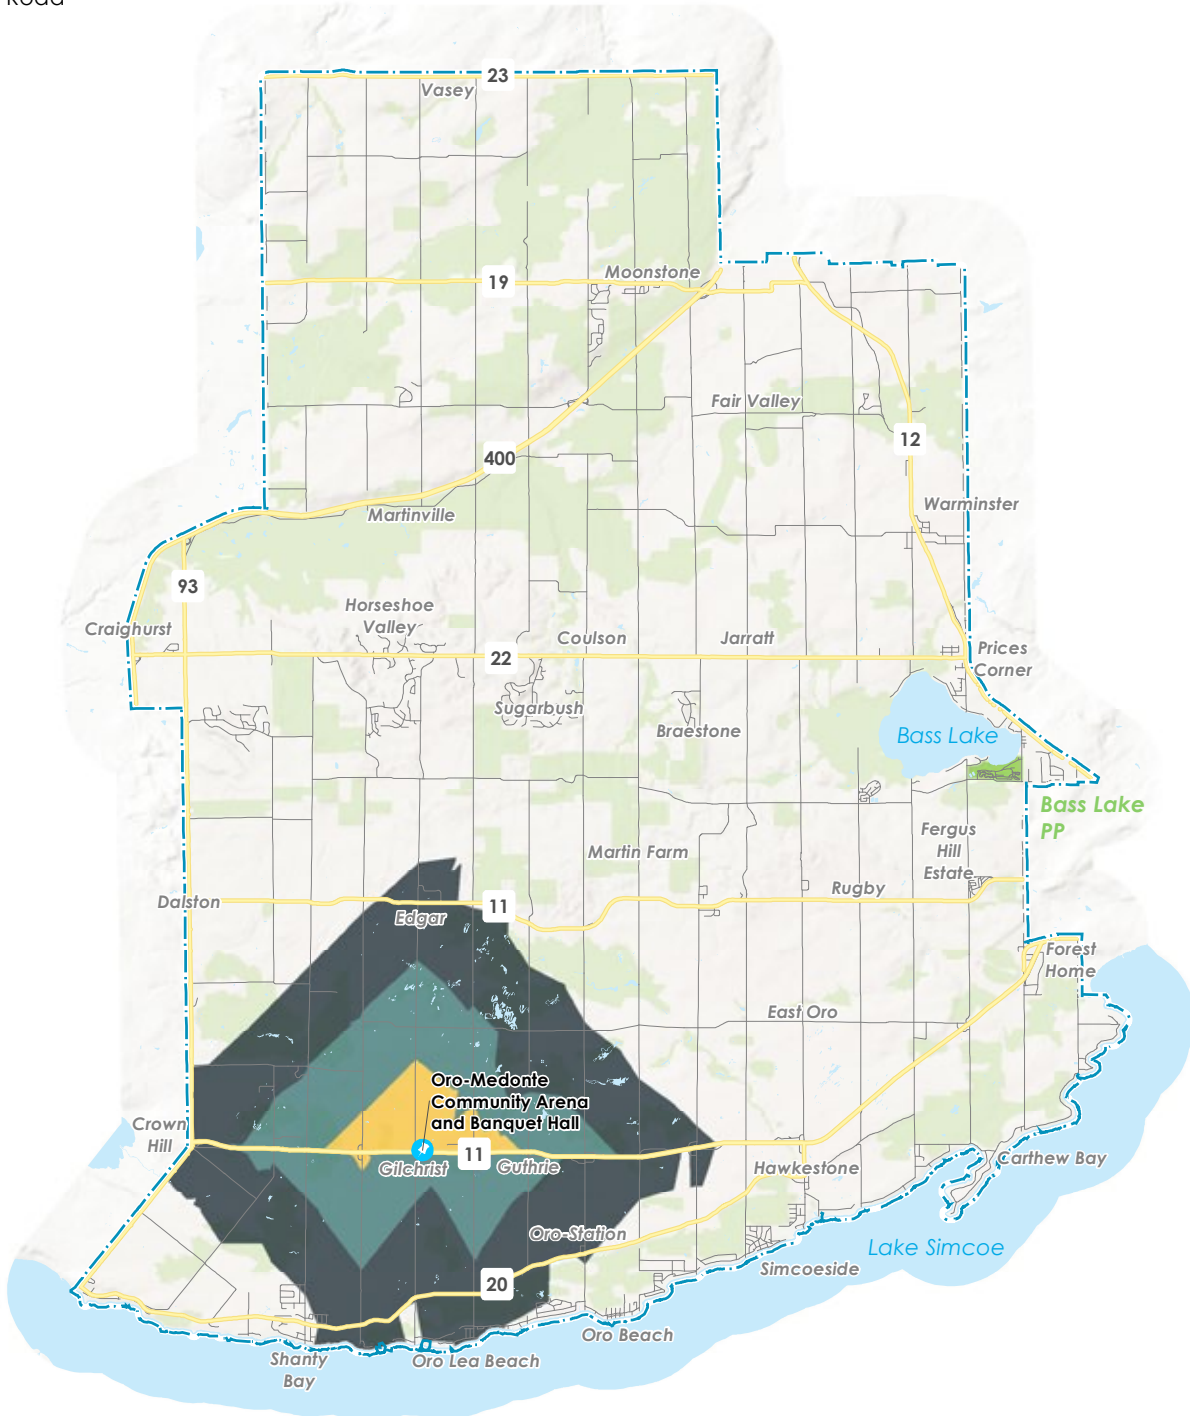 Road
23
Vasey
Moonstone
19
Fair Valley
12
400
Warminster
Martinville
93
Horseshoe
Valley
Craighurst
Coulson
Jarratt
22
Prices
Corner
Sugarbush
Braestone
Bass Lake
Bass Lake
PP
Fergus
Hill
Estate
Martin Farm
Rugby
Dalston
11
Edgar
Forest
Home
East Oro
Oro-Medonte
Community Arena
and Banquet Hall
Crown
Hill
11
Gilchrist
Guthrie
Hawkestone
Carthew Bay
Oro-Station
Lake Simcoe
Simcoeside
20
Oro Beach
Shanty
Bay
Oro Lea Beach